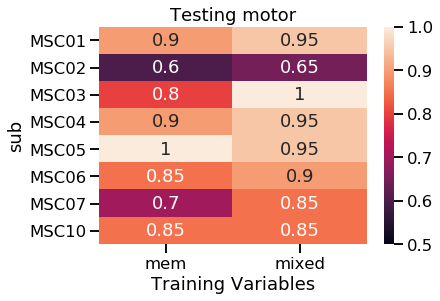 Testing motor
MSC01 0.9 0.95
MSC02 0.6 0.65
MSC03 0.8 1
MSC04 0.9 0.95
MSC05 1 0.95
MSC06 0.85 0.9
MSC07 0.7 0.85
MSC10 0.85 0.85
sub
mem mixed
Training Variables
1.0
0.9
0.8
0.7
0.6
0.5